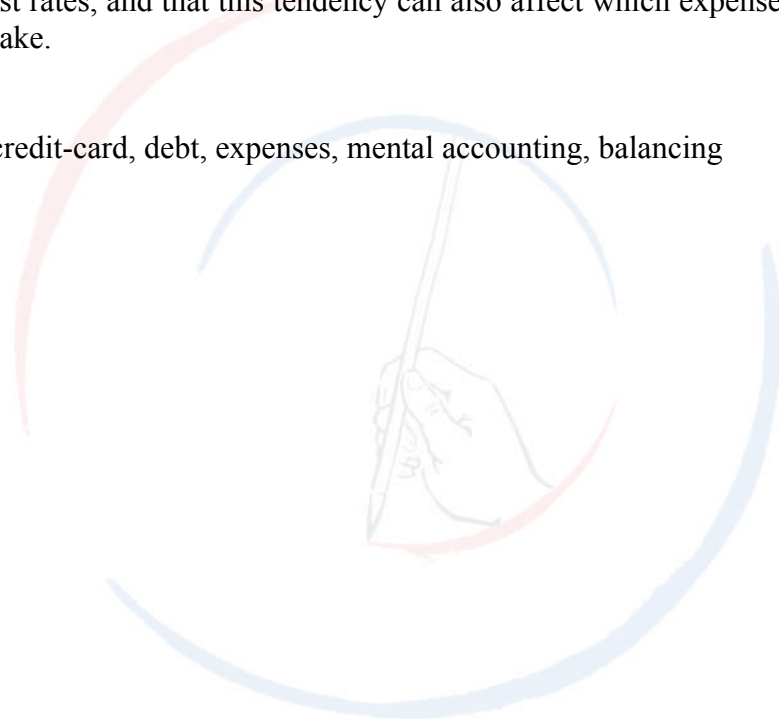 st rates, and that this tendency can also affect which expense
ake.
credit-card, debt, expenses, mental accounting, balancing